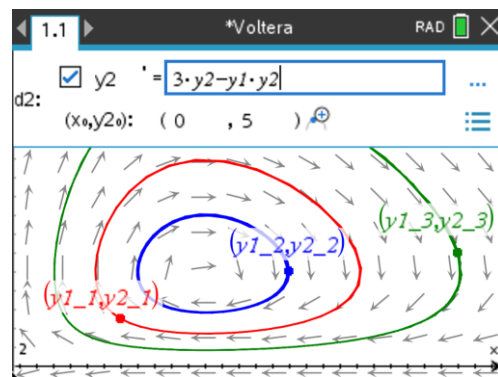 1.1 *Voltera RAD
y2 '= 3·y2−y1·y2 ...
d2:
(x₀,y2₀): ( 0 , 5 )
(y1_3,y2_3)
(y1_2,y2_2)
(y1_1,y2_1)
2 x